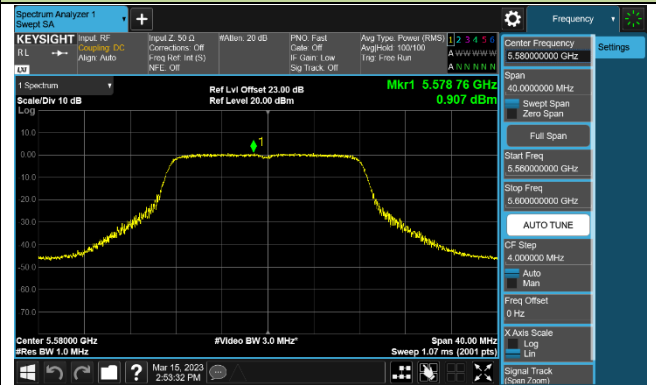 Spectrum Analyzer 1
Swept SA
Frequency
KEYSIGHT
RL
LXI
Input: RF
Coupling: DC
Align: Auto
Input Z: 50 Ω
Corrections: Off
Freq Ref: Int (S)
NFE: Off
#Atten: 20 dB
PNO: Fast
Gate: Off
IF Gain: Low
Sig Track: Off
Avg Type: Power (RMS)
Avg|Hold: 100/100
Trig: Free Run
1 2 3 4 5 6
A W W W W W
A N N N N N
1 Spectrum
Scale/Div 10 dB
Ref Lvl Offset 23.00 dB
Ref Level 20.00 dBm
Mkr1 5.578 76 GHz
0.907 dBm
Log
10.0
0.00
-10.0
-20.0
-30.0
-40.0
-50.0
-60.0
-70.0
1
Center 5.58000 GHz
#Res BW 1.0 MHz
#Video BW 3.0 MHz*
Span 40.00 MHz
Sweep 1.07 ms (2001 pts)
?
Mar 15, 2023
2:53:32 PM
Center Frequency
5.580000000 GHz
Settings
Span
40.0000000 MHz
Swept Span
Zero Span
Full Span
Start Freq
5.560000000 GHz
Stop Freq
5.600000000 GHz
AUTO TUNE
CF Step
4.000000 MHz
Auto
Man
Freq Offset
0 Hz
X Axis Scale
Log
Lin
Signal Track
(Span Zoom)